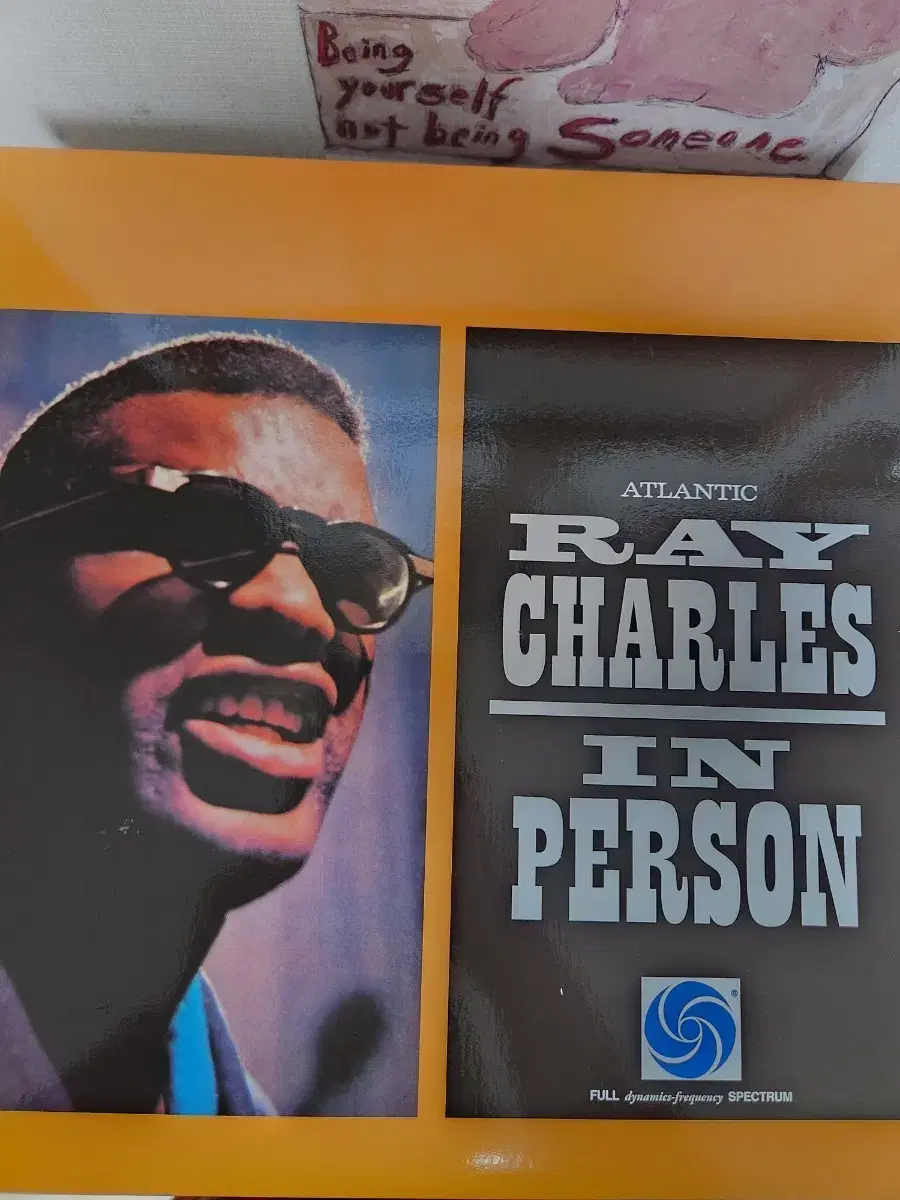 Being
yourself
not being Someone
ATLANTIC
RAY
CHARLES
IN
PERSON
®
FULL dynamics-frequency SPECTRUM